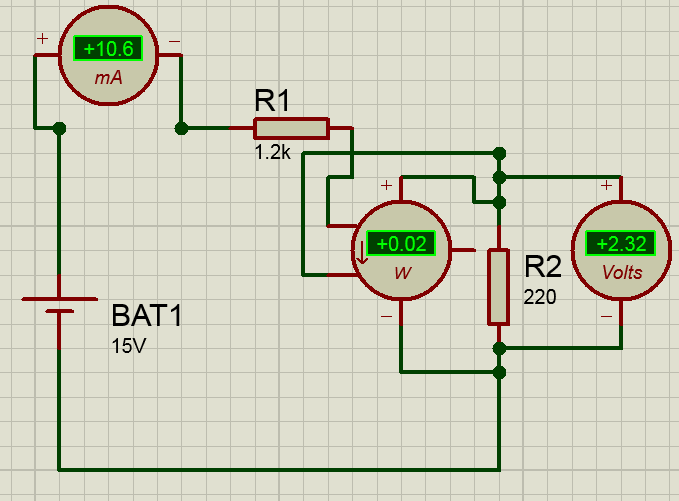 + −
+10.6
mA
R1
1.2k
+
+0.02
W
−
R2
220
+
+2.32
Volts
−
BAT1
15V